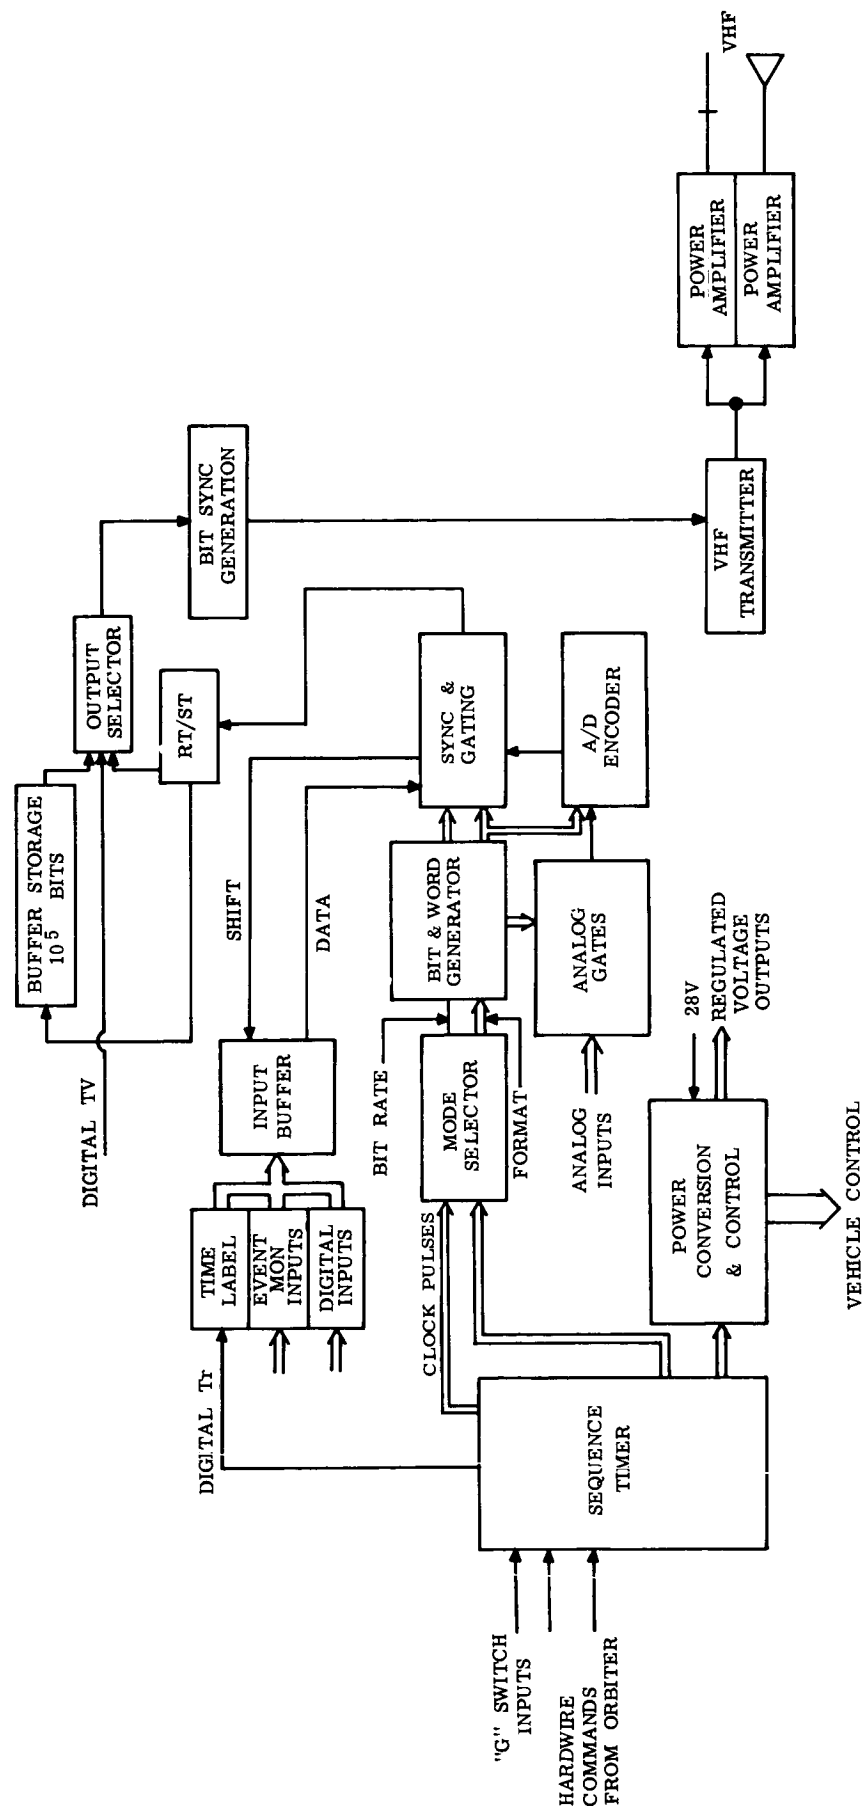 "G" SWITCH
INPUTS
HARDWIRE
COMMANDS
FROM ORBITER
SEQUENCE
TIMER
DIGITAL Tr
CLOCK PULSES
TIME
LABEL
EVENT
MON
INPUTS
DIGITAL
INPUTS
INPUT
BUFFER
SHIFT
DATA
DIGITAL TV
BUFFER STORAGE
10⁵ BITS
RT/ST
OUTPUT
SELECTOR
BIT SYNC
GENERATION
BIT RATE
MODE
SELECTOR
FORMAT
BIT & WORD
GENERATOR
SYNC &
GATING
ANALOG
INPUTS
ANALOG
GATES
A/D
ENCODER
POWER
CONVERSION
& CONTROL
28V
REGULATED
VOLTAGE
OUTPUTS
VEHICLE CONTROL
VHF
TRANSMITTER
POWER
AMPLIFIER
POWER
AMPLIFIER
VHF